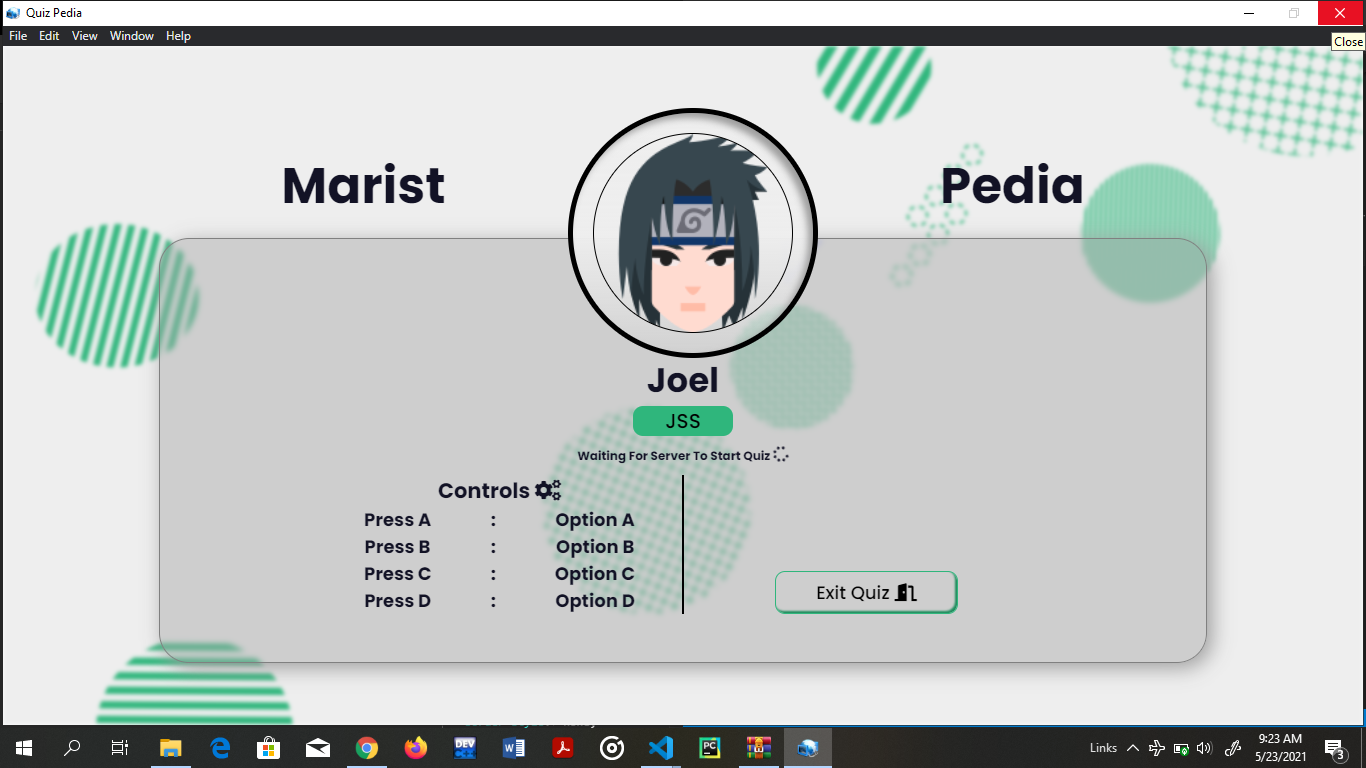 Quiz Pedia
Close
File Edit View Window Help
Marist
Pedia
Joel
JSS
Waiting For Server To Start Quiz
Controls
Press A : Option A
Press B : Option B
Press C : Option C
Press D : Option D
Exit Quiz
DEV
W
PC
Links
9:23 AM
5/23/2021
3